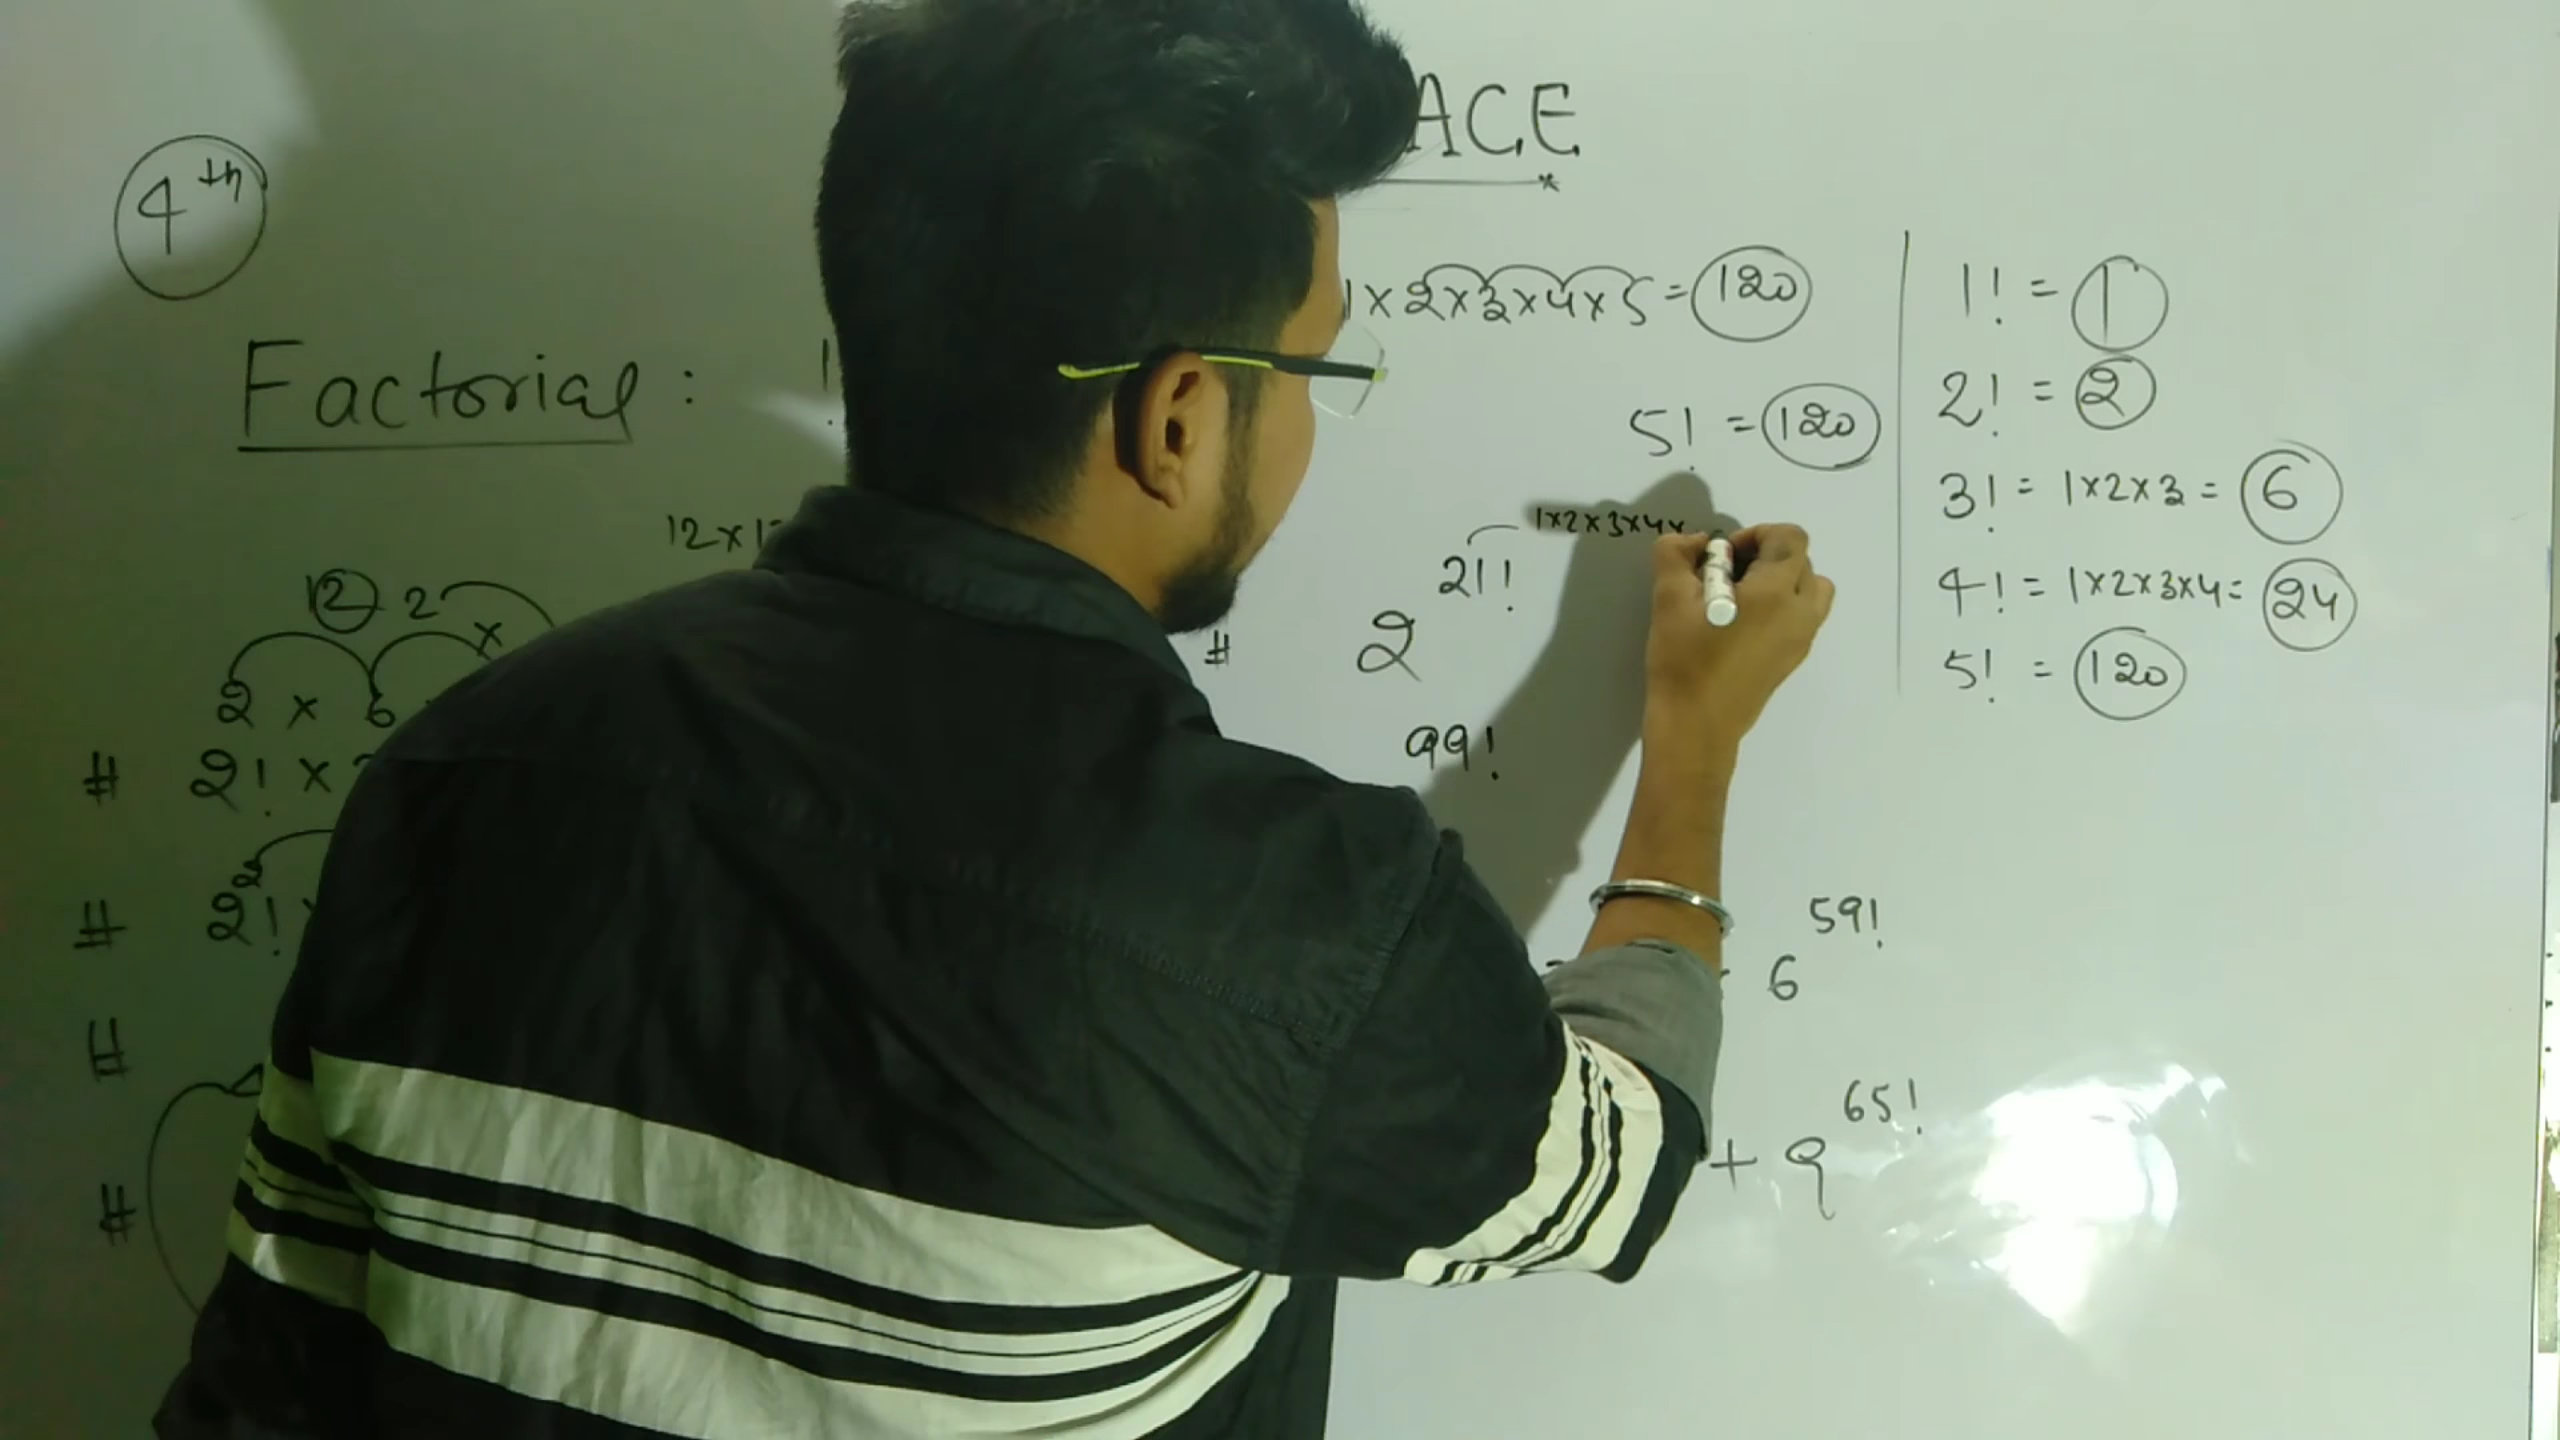 ACE
4th
1×2×3×4×5 = 120
Factorial : !
5! = 120
1! = 1
2! = 2
3! = 1×2×3 = 6
4! = 1×2×3×4 = 24
5! = 120
12 ×
12 2 ×
2 × 6
# 2! ×
# 2!
2
#
#
1×2×3×4×
# 2 21!
99!
6 59!
+ 9 65!